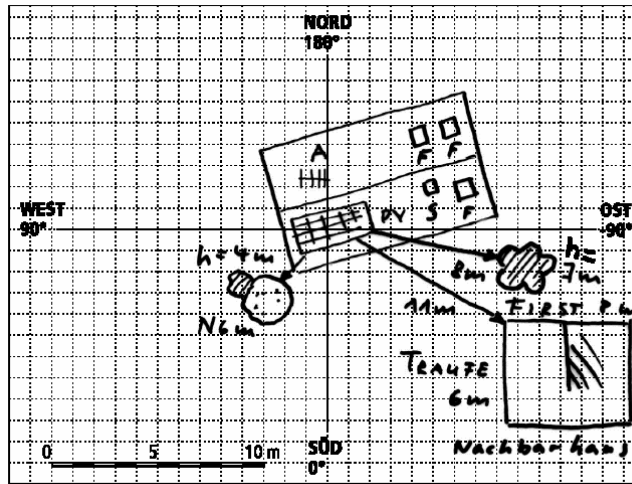 NORD
180°
A
F F
S F
WEST
90°
PV
OST
-90°
h=4m
8m
h=
7m
11m
FIRST 8m
N6m
TRAUFE
6m
0 5 10 m
SÜD
0°
Nachbarhaus